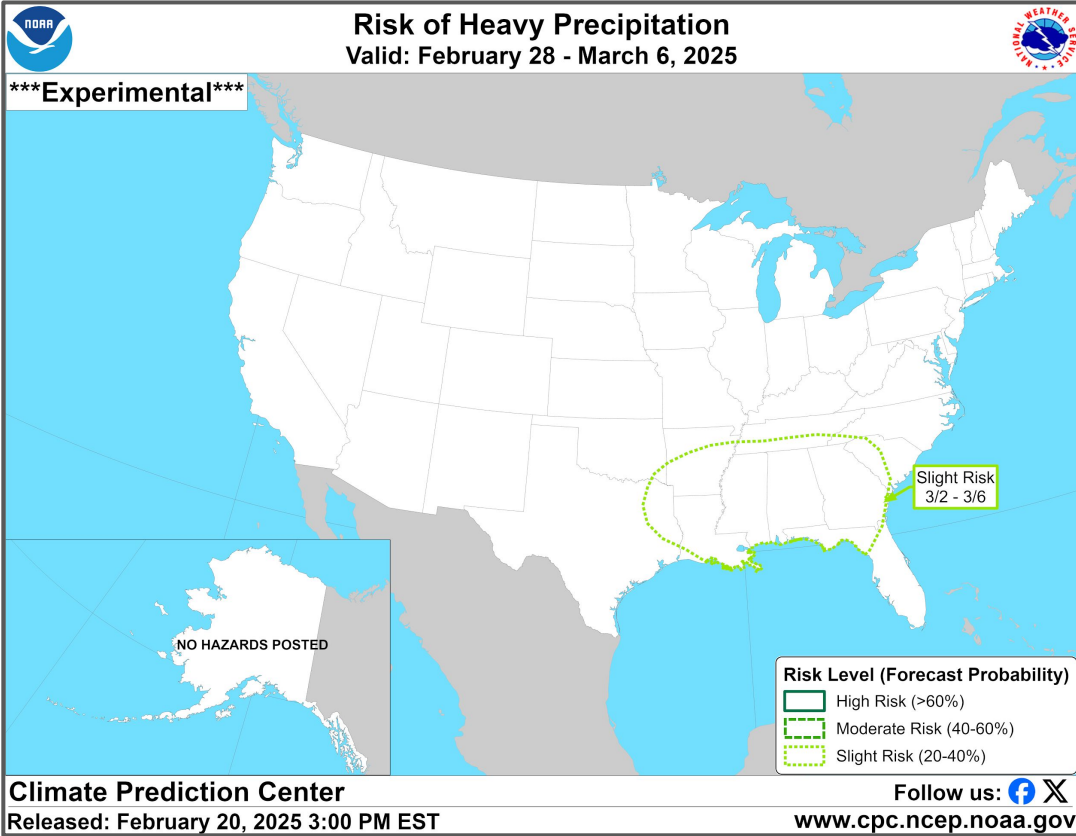 NOAA
Risk of Heavy Precipitation
Valid: February 28 - March 6, 2025
NATIONAL WEATHER SERVICE
***Experimental***
Slight Risk
3/2 - 3/6
NO HAZARDS POSTED
Risk Level (Forecast Probability)
High Risk (>60%)
Moderate Risk (40-60%)
Slight Risk (20-40%)
Climate Prediction Center
Follow us:
Released: February 20, 2025 3:00 PM EST
www.cpc.ncep.noaa.gov